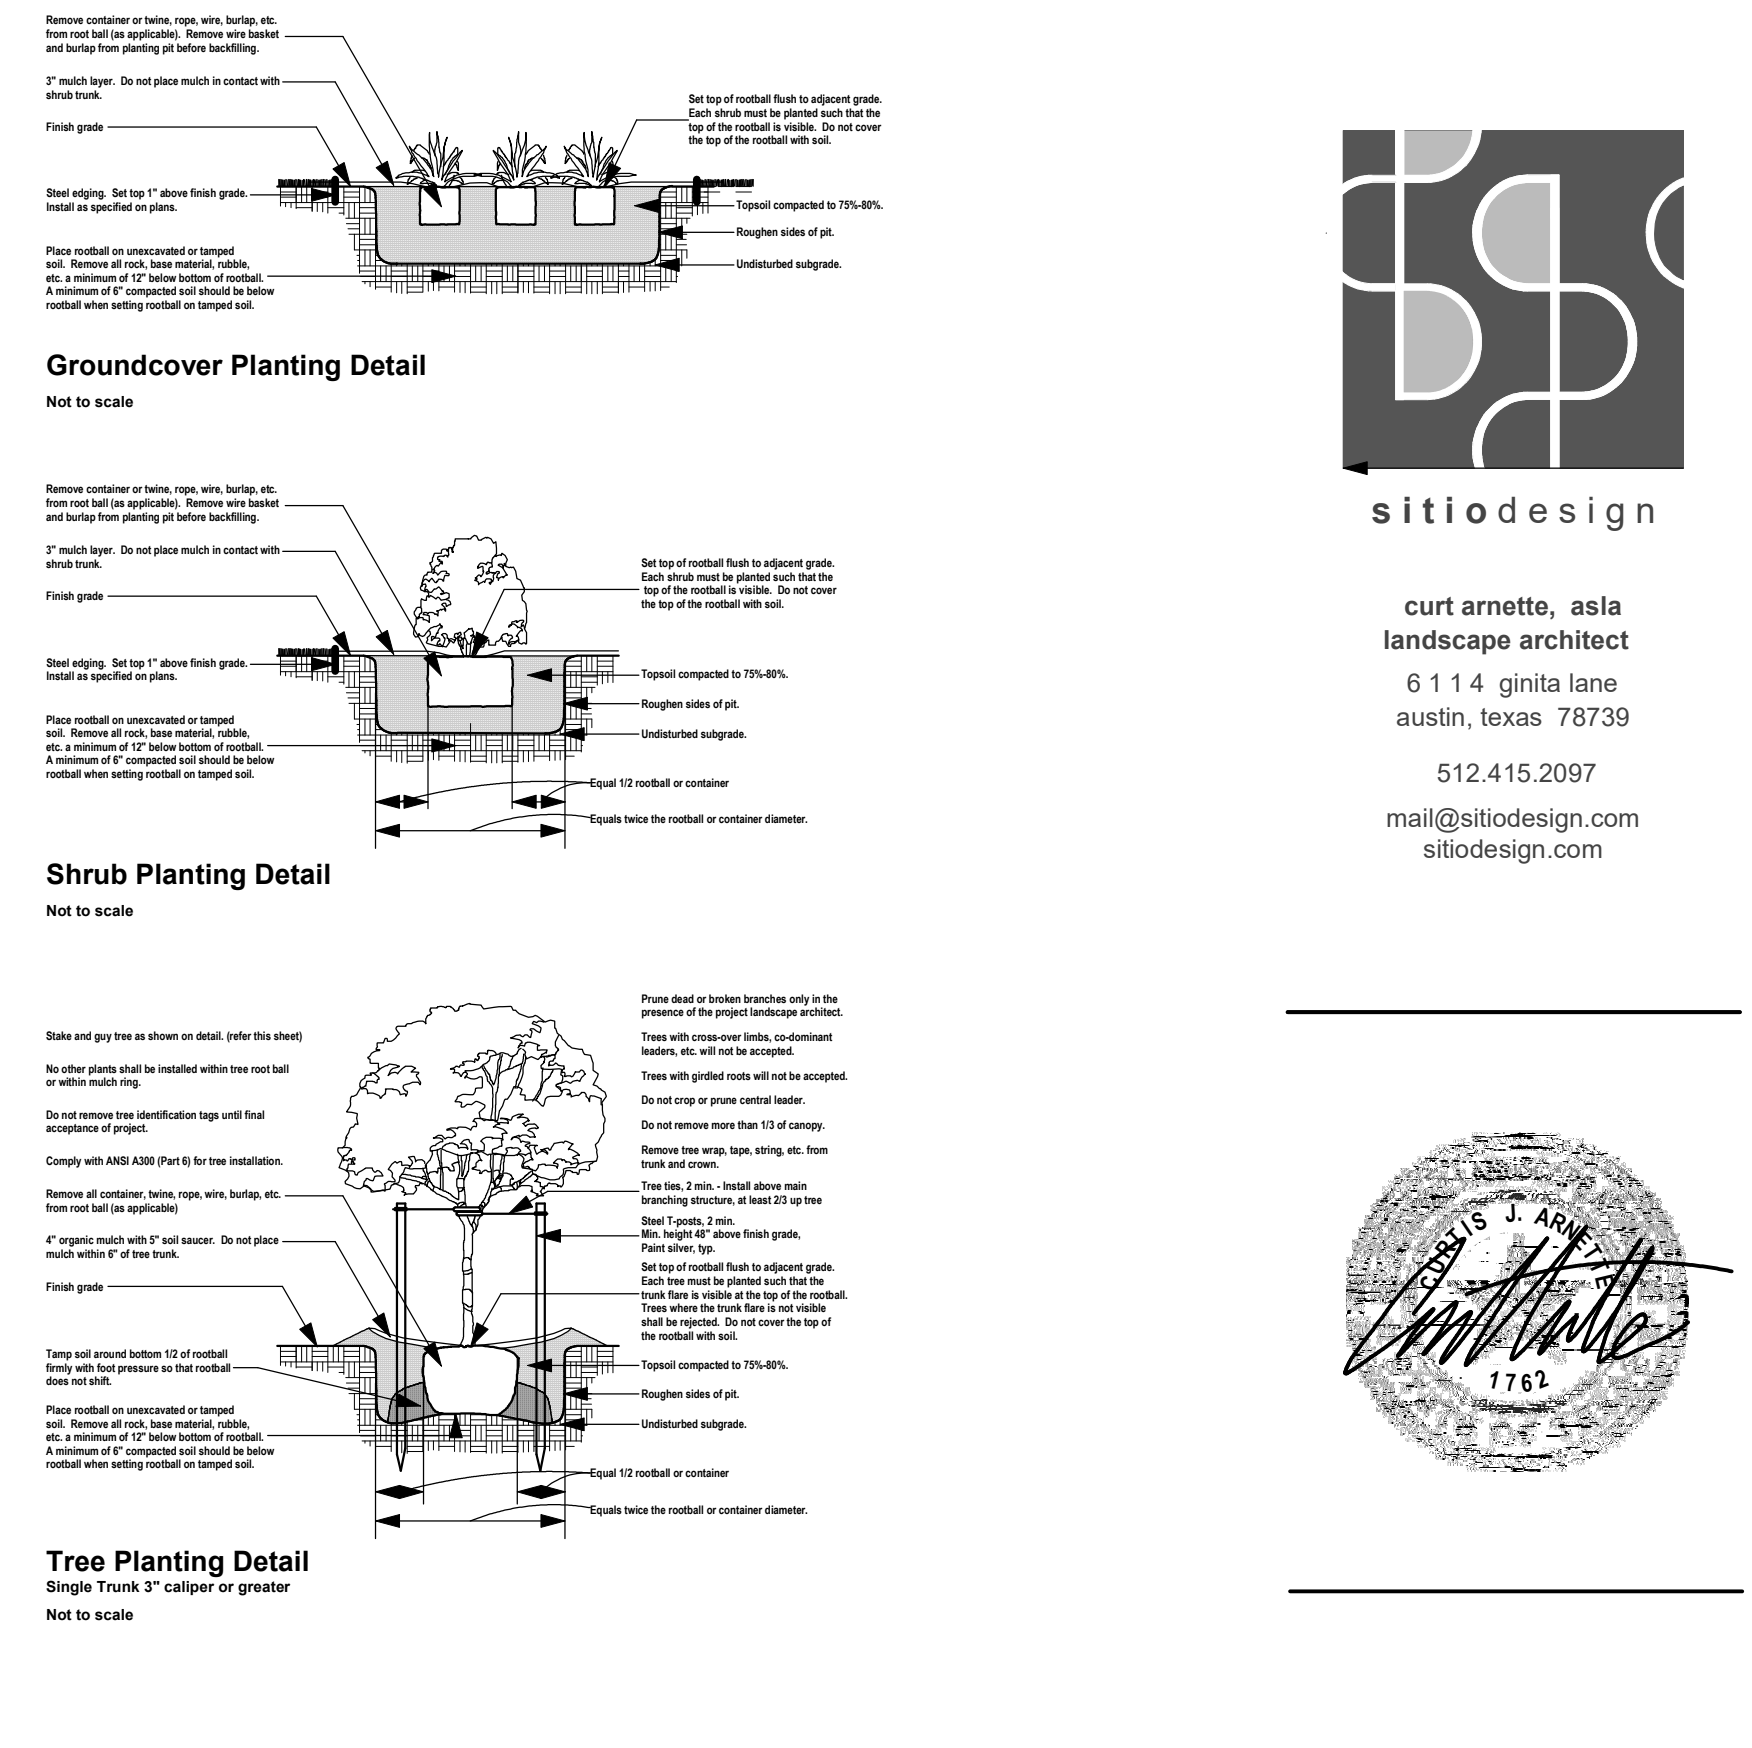 Remove container or twine, rope, wire, burlap, etc.
from root ball (as applicable). Remove wire basket
and burlap from planting pit before backfilling.
3" mulch layer. Do not place mulch in contact with
shrub trunk.
Finish grade
Steel edging. Set top 1" above finish grade.
Install as specified on plans.
Place rootball on unexcavated or tamped
soil. Remove all rock, base material, rubble,
etc. a minimum of 12" below bottom of rootball.
A minimum of 6" compacted soil should be below
rootball when setting rootball on tamped soil.
Set top of rootball flush to adjacent grade.
Each shrub must be planted such that the
top of the rootball is visible. Do not cover
the top of the rootball with soil.
Topsoil compacted to 75%-80%.
Roughen sides of pit.
Undisturbed subgrade.
Groundcover Planting Detail
Not to scale
Remove container or twine, rope, wire, burlap, etc.
from root ball (as applicable). Remove wire basket
and burlap from planting pit before backfilling.
3" mulch layer. Do not place mulch in contact with
shrub trunk.
Finish grade
Steel edging. Set top 1" above finish grade.
Install as specified on plans.
Place rootball on unexcavated or tamped
soil. Remove all rock, base material, rubble,
etc. a minimum of 12" below bottom of rootball.
A minimum of 6" compacted soil should be below
rootball when setting rootball on tamped soil.
Set top of rootball flush to adjacent grade.
Each shrub must be planted such that the
top of the rootball is visible. Do not cover
the top of the rootball with soil.
Topsoil compacted to 75%-80%.
Roughen sides of pit.
Undisturbed subgrade.
Equal 1/2 rootball or container
Equals twice the rootball or container diameter.
Shrub Planting Detail
Not to scale
Stake and guy tree as shown on detail. (refer this sheet)
No other plants shall be installed within tree root ball
or within mulch ring.
Do not remove tree identification tags until final
acceptance of project.
Comply with ANSI A300 (Part 6) for tree installation.
Remove all container, twine, rope, wire, burlap, etc.
from root ball (as applicable)
4" organic mulch with 5" soil saucer. Do not place
mulch within 6" of tree trunk.
Finish grade
Tamp soil around bottom 1/2 of rootball
firmly with foot pressure so that rootball
does not shift.
Place rootball on unexcavated or tamped
soil. Remove all rock, base material, rubble,
etc. a minimum of 12" below bottom of rootball.
A minimum of 6" compacted soil should be below
rootball when setting rootball on tamped soil.
Prune dead or broken branches only in the
presence of the project landscape architect.
Trees with cross-over limbs, co-dominant
leaders, etc. will not be accepted.
Trees with girdled roots will not be accepted.
Do not crop or prune central leader.
Do not remove more than 1/3 of canopy.
Remove tree wrap, tape, string, etc. from
trunk and crown.
Tree ties, 2 min. - Install above main
branching structure, at least 2/3 up tree
Steel T-posts, 2 min.
Min. height 48" above finish grade,
Paint silver, typ.
Set top of rootball flush to adjacent grade.
Each tree must be planted such that the
trunk flare is visible at the top of the rootball.
Trees where the trunk flare is not visible
shall be rejected. Do not cover the top of
the rootball with soil.
Topsoil compacted to 75%-80%.
Roughen sides of pit.
Undisturbed subgrade.
Equal 1/2 rootball or container
Equals twice the rootball or container diameter.
Tree Planting Detail
Single Trunk 3" caliper or greater
Not to scale
sitiodesign
curt arnette, asla
landscape architect
6114 ginita lane
austin, texas 78739
512.415.2097
mail@sitiodesign.com
sitiodesign.com
CURTIS J. ARNETTE
1762